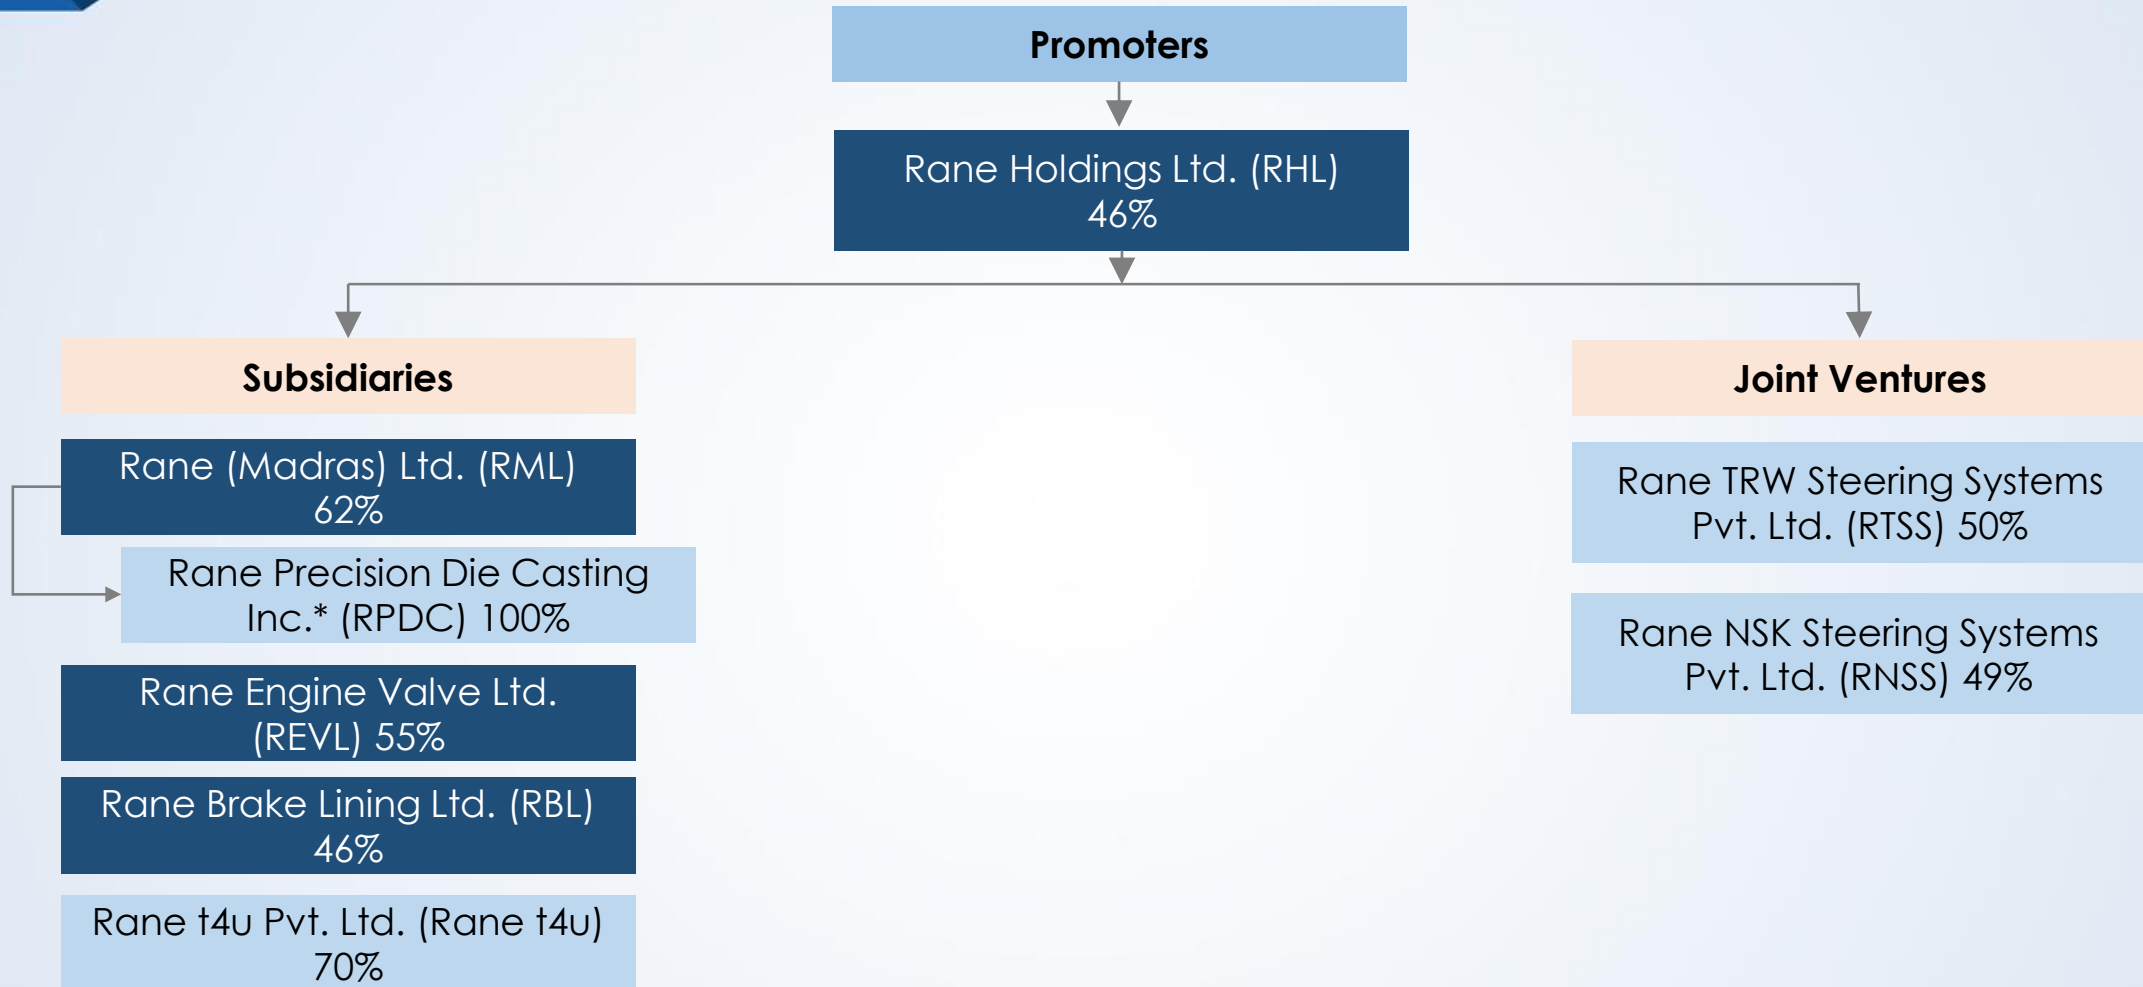 Promoters
Rane Holdings Ltd. (RHL)
46%
Subsidiaries
Rane (Madras) Ltd. (RML)
62%
Rane Precision Die Casting
Inc.* (RPDC) 100%
Rane Engine Valve Ltd.
(REVL) 55%
Rane Brake Lining Ltd. (RBL)
46%
Rane t4u Pvt. Ltd. (Rane t4u)
70%
Joint Ventures
Rane TRW Steering Systems
Pvt. Ltd. (RTSS) 50%
Rane NSK Steering Systems
Pvt. Ltd. (RNSS) 49%